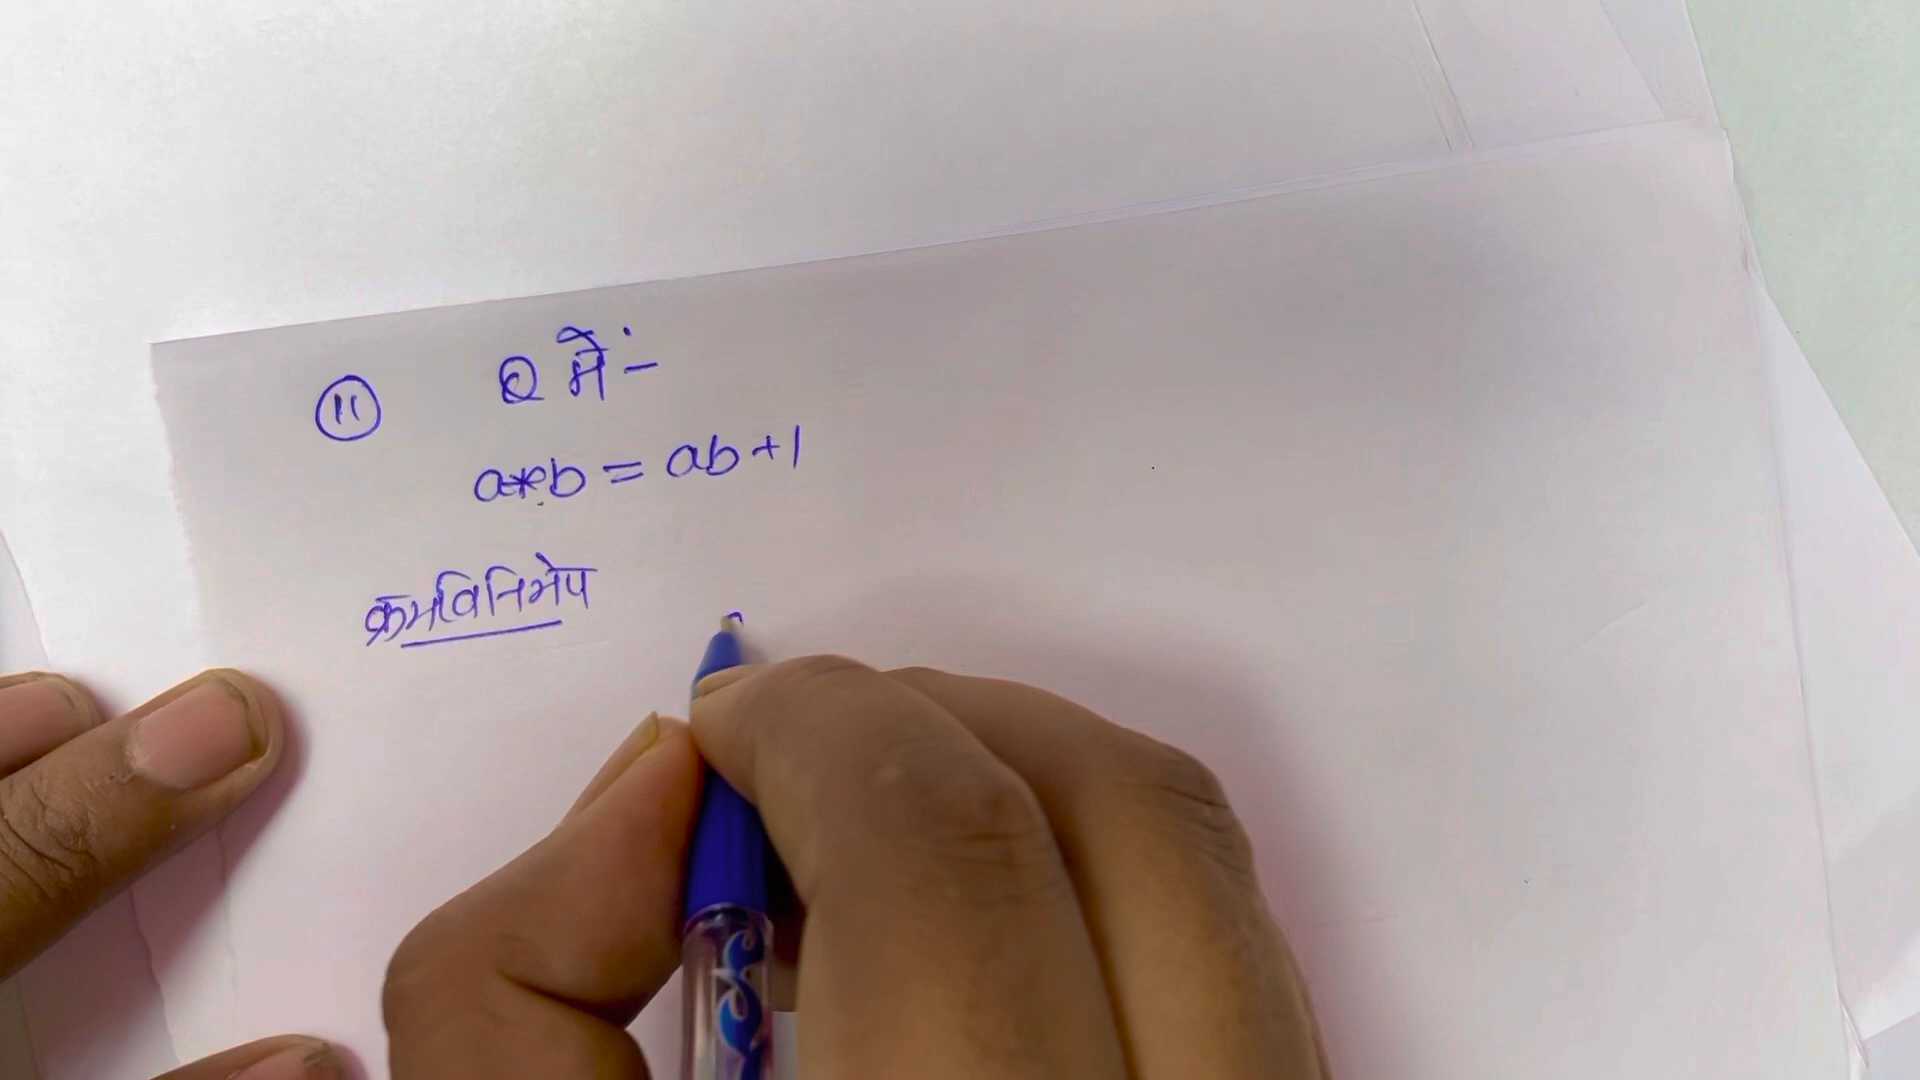 (11) Q में :-
a*b = ab+1
क्रमविनिमेय